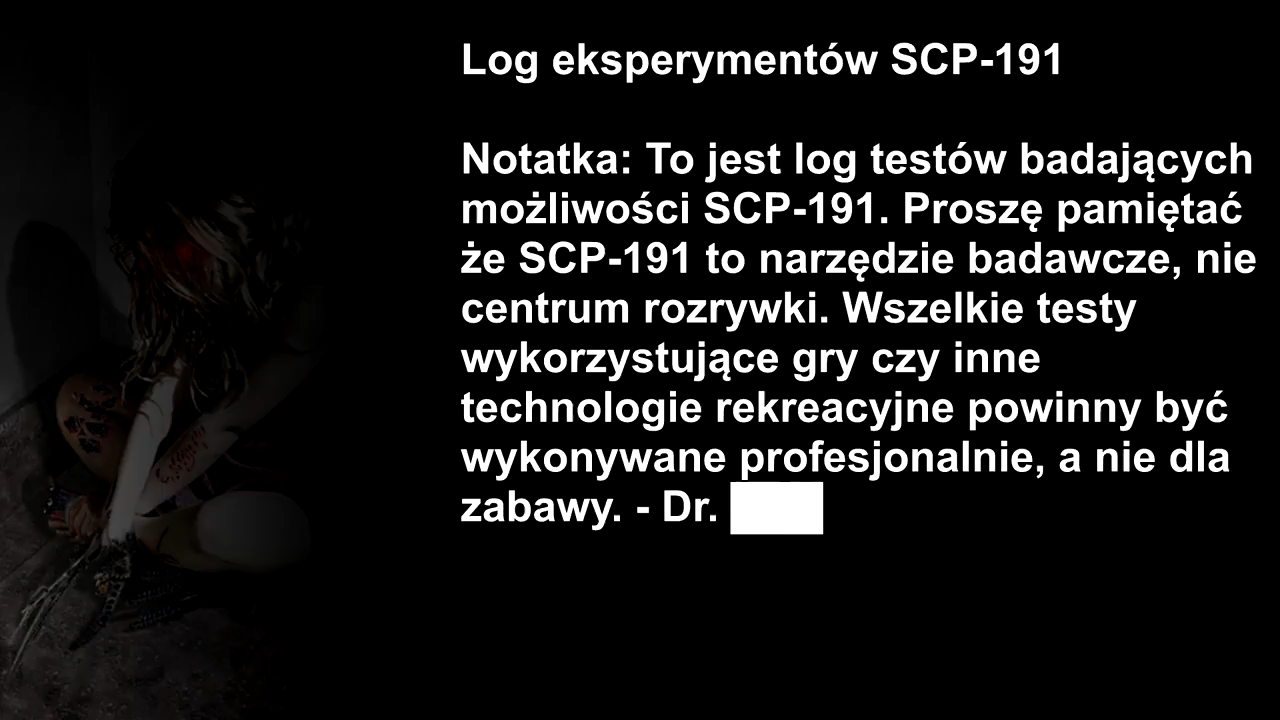 Log eksperymentów SCP-191
Notatka: To jest log testów badających
możliwości SCP-191. Proszę pamiętać
że SCP-191 to narzędzie badawcze, nie
centrum rozrywki. Wszelkie testy
wykorzystujące gry czy inne
technologie rekreacyjne powinny być
wykonywane profesjonalnie, a nie dla
zabawy. - Dr.